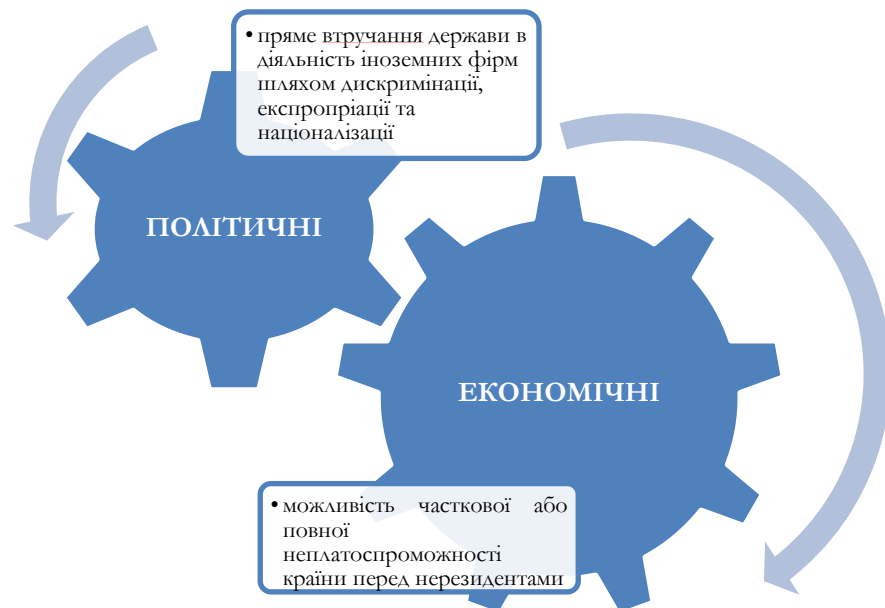 • пряме втручання держави в
діяльність іноземних фірм
шляхом дискримінації,
експропріації та
націоналізації
ПОЛІТИЧНІ
ЕКОНОМІЧНІ
• можливість часткової або
повної
неплатоспроможності
країни перед нерезидентами